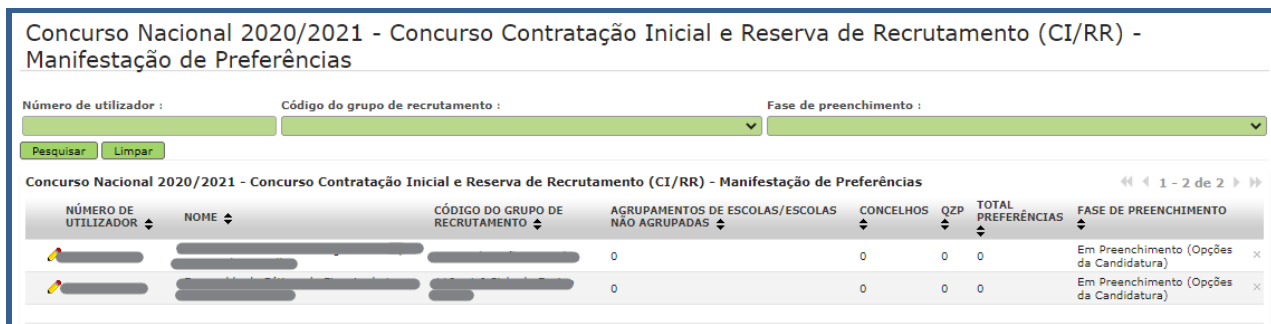 Concurso Nacional 2020/2021 - Concurso Contratação Inicial e Reserva de Recrutamento (CI/RR) -
Manifestação de Preferências
Número de utilizador : Código do grupo de recrutamento : Fase de preenchimento :
Pesquisar Limpar
Concurso Nacional 2020/2021 - Concurso Contratação Inicial e Reserva de Recrutamento (CI/RR) - Manifestação de Preferências 1 - 2 de 2
NÚMERO DE UTILIZADOR NOME CÓDIGO DO GRUPO DE RECRUTAMENTO AGRUPAMENTOS DE ESCOLAS/ESCOLAS NÃO AGRUPADAS CONCELHOS QZP TOTAL PREFERÊNCIAS FASE DE PREENCHIMENTO
0 0 0 0 Em Preenchimento (Opções
da Candidatura)
0 0 0 0 Em Preenchimento (Opções
da Candidatura)